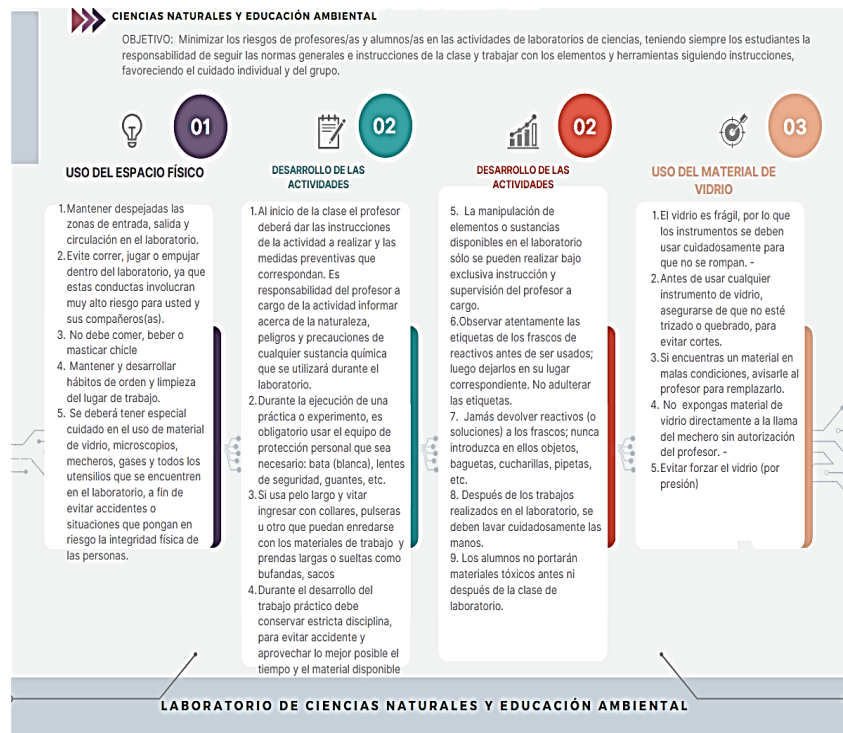 CIENCIAS NATURALES Y EDUCACIÓN AMBIENTAL
OBJETIVO: Minimizar los riesgos de profesores/as y alumnos/as en las actividades de laboratorios de ciencias, teniendo siempre los estudiantes la
responsabilidad de seguir las normas generales e instrucciones de la clase y trabajar con los elementos y herramientas siguiendo instrucciones,
favoreciendo el cuidado individual y del grupo.
01
USO DEL ESPACIO FÍSICO
1.Mantener despejadas las
zonas de entrada, salida y
circulación en el laboratorio.
2.Evite correr, jugar o empujar
dentro del laboratorio, ya que
estas conductas involucran
muy alto riesgo para usted y
sus compañeros(as).
3. No debe comer, beber o
masticar chicle
4. Mantener y desarrollar
hábitos de orden y limpieza
del lugar de trabajo.
5. Se deberá tener especial
cuidado en el uso de material
de vidrio, microscopios,
mecheros, gases y todos los
utensilios que se encuentren
en el laboratorio, a fin de
evitar accidentes o
situaciones que pongan en
riesgo la integridad física de
las personas.
02
DESARROLLO DE LAS
ACTIVIDADES
1.Al inicio de la clase el profesor
deberá dar las instrucciones
de la actividad a realizar y las
medidas preventivas que
correspondan. Es
responsabilidad del profesor a
cargo de la actividad informar
acerca de la naturaleza,
peligros y precauciones de
cualquier sustancia química
que se utilizará durante el
laboratorio.
2.Durante la ejecución de una
práctica o experimento, es
obligatorio usar el equipo de
protección personal que sea
necesario: bata (blanca), lentes
de seguridad, guantes, etc.
3.Si usa pelo largo y vitar
ingresar con collares, pulseras
u otro que puedan enredarse
con los materiales de trabajo y
prendas largas o sueltas como
bufandas, sacos
4.Durante el desarrollo del
trabajo práctico debe
conservar estricta disciplina,
para evitar accidente y
aprovechar lo mejor posible el
tiempo y el material disponible
02
DESARROLLO DE LAS
ACTIVIDADES
5. La manipulación de
elementos o sustancias
disponibles en el laboratorio
sólo se pueden realizar bajo
exclusiva instrucción y
supervisión del profesor a
cargo.
6.Observar atentamente las
etiquetas de los frascos de
reactivos antes de ser usados;
luego dejarlos en su lugar
correspondiente. No adulterar
las etiquetas.
7. Jamás devolver reactivos (o
soluciones) a los frascos; nunca
introduzca en ellos objetos,
baguetas, cucharillas, pipetas,
etc.
8. Después de los trabajos
realizados en el laboratorio, se
deben lavar cuidadosamente las
manos.
9. Los alumnos no portarán
materiales tóxicos antes ni
después de la clase de
laboratorio.
03
USO DEL MATERIAL DE
VIDRIO
1.El vidrio es frágil, por lo que
los instrumentos se deben
usar cuidadosamente para
que no se rompan. -
2.Antes de usar cualquier
instrumento de vidrio,
asegurarse de que no esté
trizado o quebrado, para
evitar cortes.
3.Si encuentras un material en
malas condiciones, avisarle al
profesor para remplazarlo.
4. No expongas material de
vidrio directamente a la llama
del mechero sin autorización
del profesor. -
5.Evitar forzar el vidrio (por
presión)
LABORATORIO DE CIENCIAS NATURALES Y EDUCACIÓN AMBIENTAL